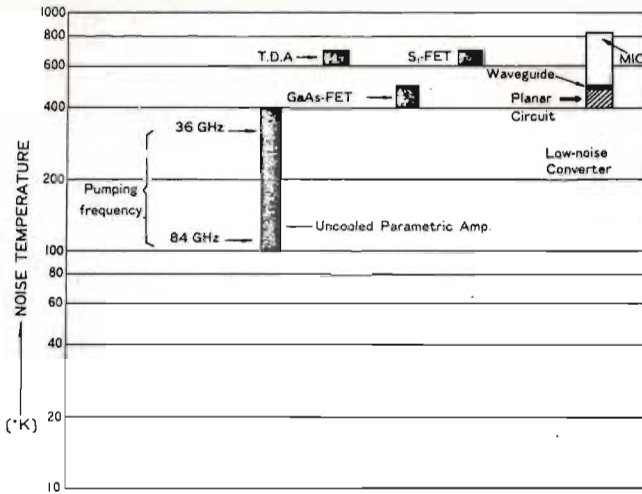 1000
800
600
400
200
100
80
60
40
20
10
NOISE TEMPERATURE
(°K)
T.D.A
S₁-FET
MIC
Waveguide
GaAs-FET
Planar
Circuit
36 GHz
Low-noise
Converter
Pumping
frequency
Uncooled Parametric Amp.
84 GHz